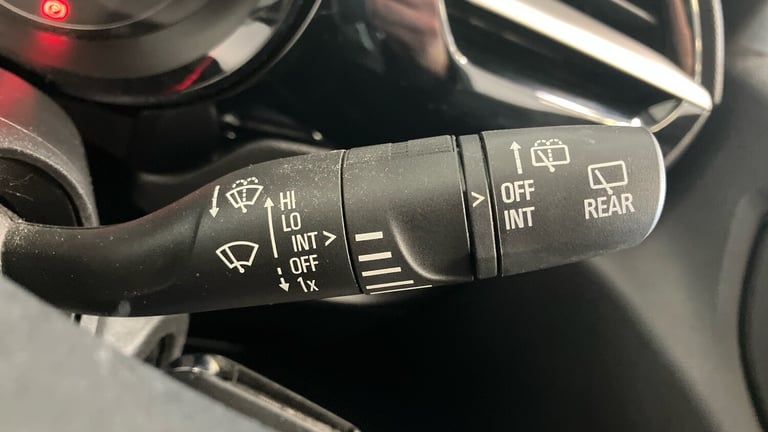 HI
LO
INT >
OFF
1x
>
OFF
INT
REAR